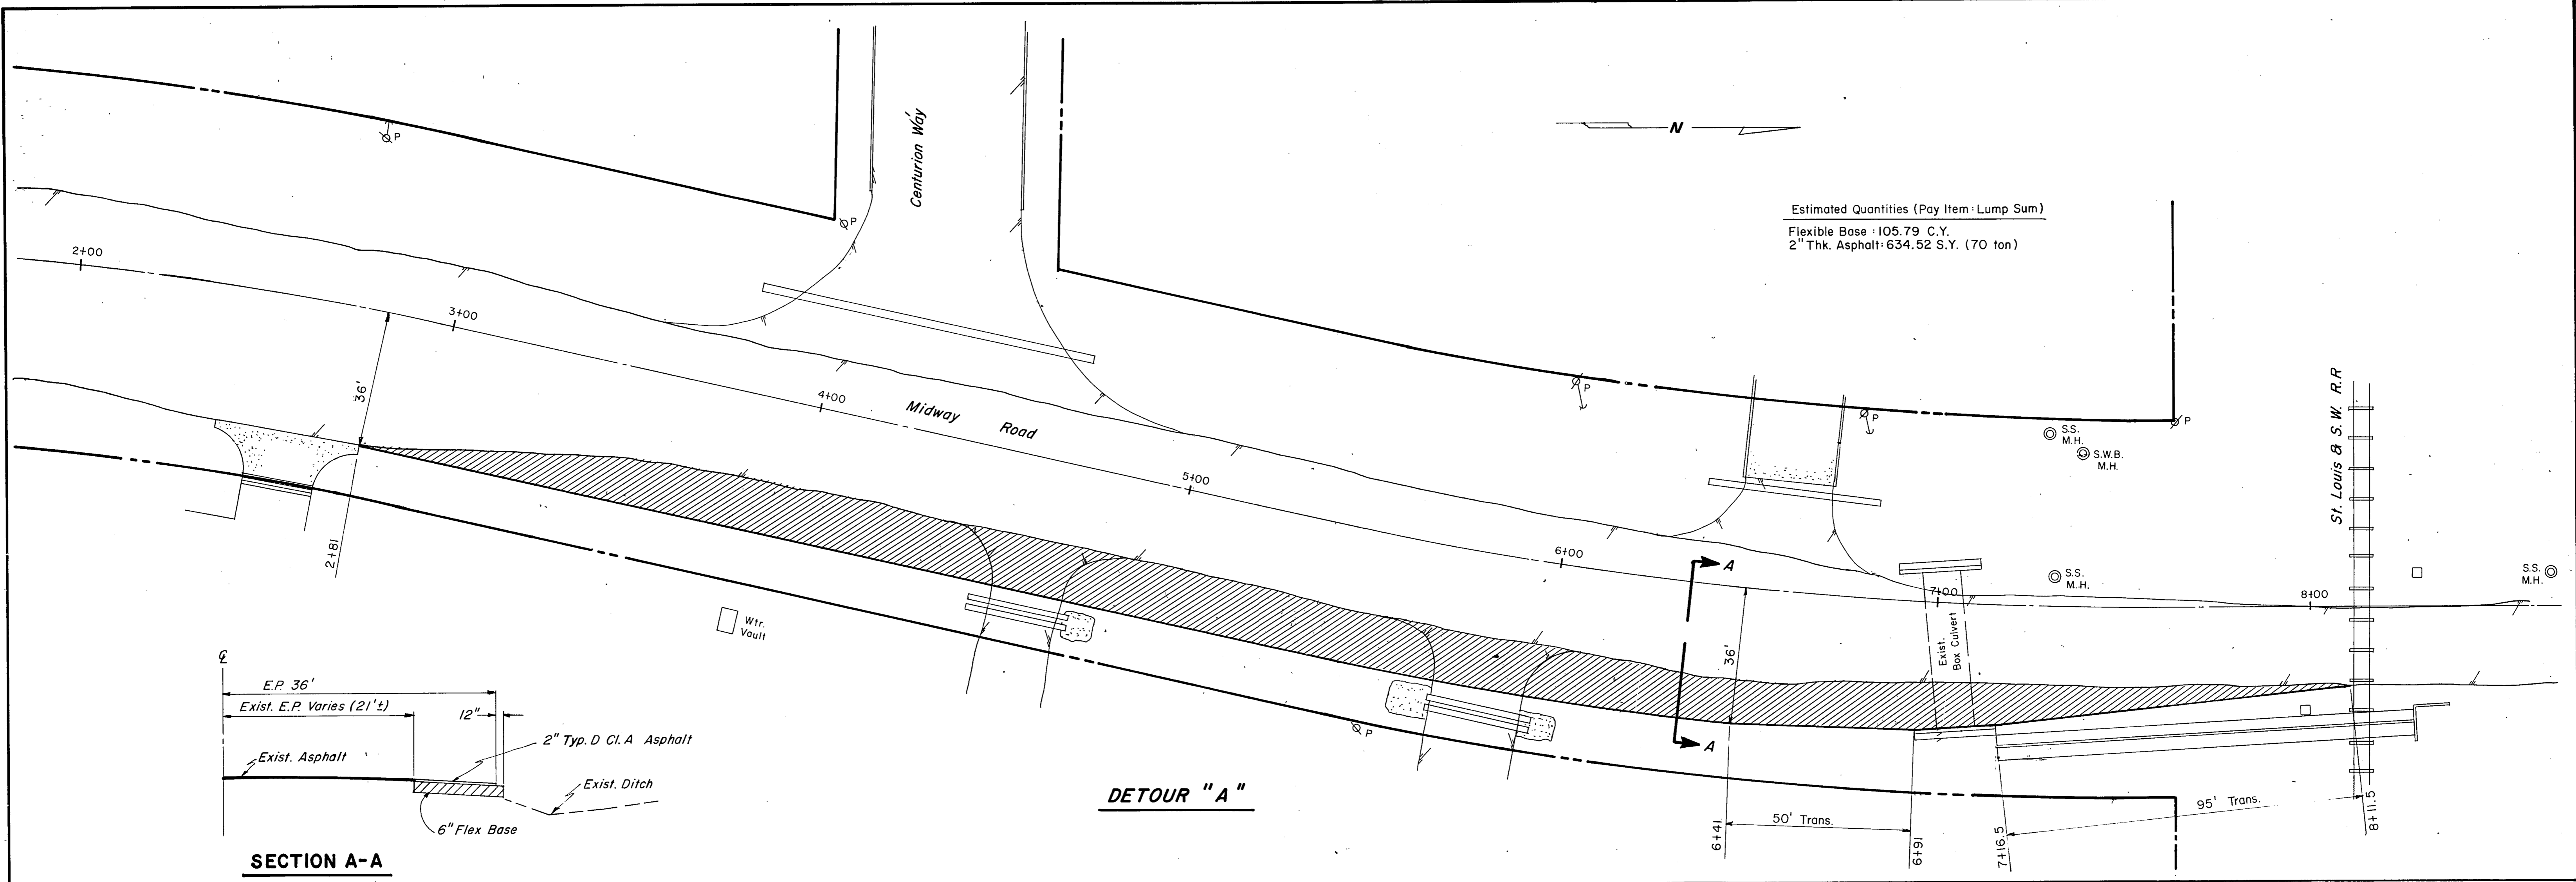 Centurion Way
N
P
P
Estimated Quantities (Pay Item: Lump Sum)
Flexible Base : 105.79 C.Y.
2" Thk. Asphalt: 634.52 S.Y. (70 ton)
2+00
3+00
36'
4+00
Midway Road
5+00
P
P
P
S.S.
M.H.
S.W.B.
M.H.
St. Louis & S.W. R.R
2+81
6+00
A
7+00
S.S.
M.H.
8+00
S.S.
M.H.
Wtr.
Vault
36'
Exist.
Box Culvert
A
P
℄
E.P. 36'
Exist. E.P. Varies (21'±)
12"
2" Typ. D Cl. A Asphalt
Exist. Asphalt
Exist. Ditch
6" Flex Base
SECTION A-A
DETOUR "A"
6+41
50' Trans.
6+91
7+16.5
95' Trans.
8+11.5